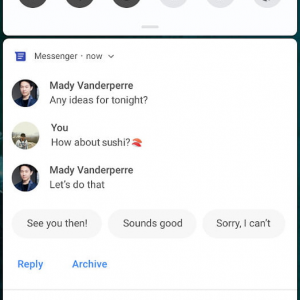 Messenger · now
Mady Vanderperre
Any ideas for tonight?
You
How about sushi?🍣
Mady Vanderperre
Let's do that
See you then! Sounds good Sorry, I can't
Reply Archive